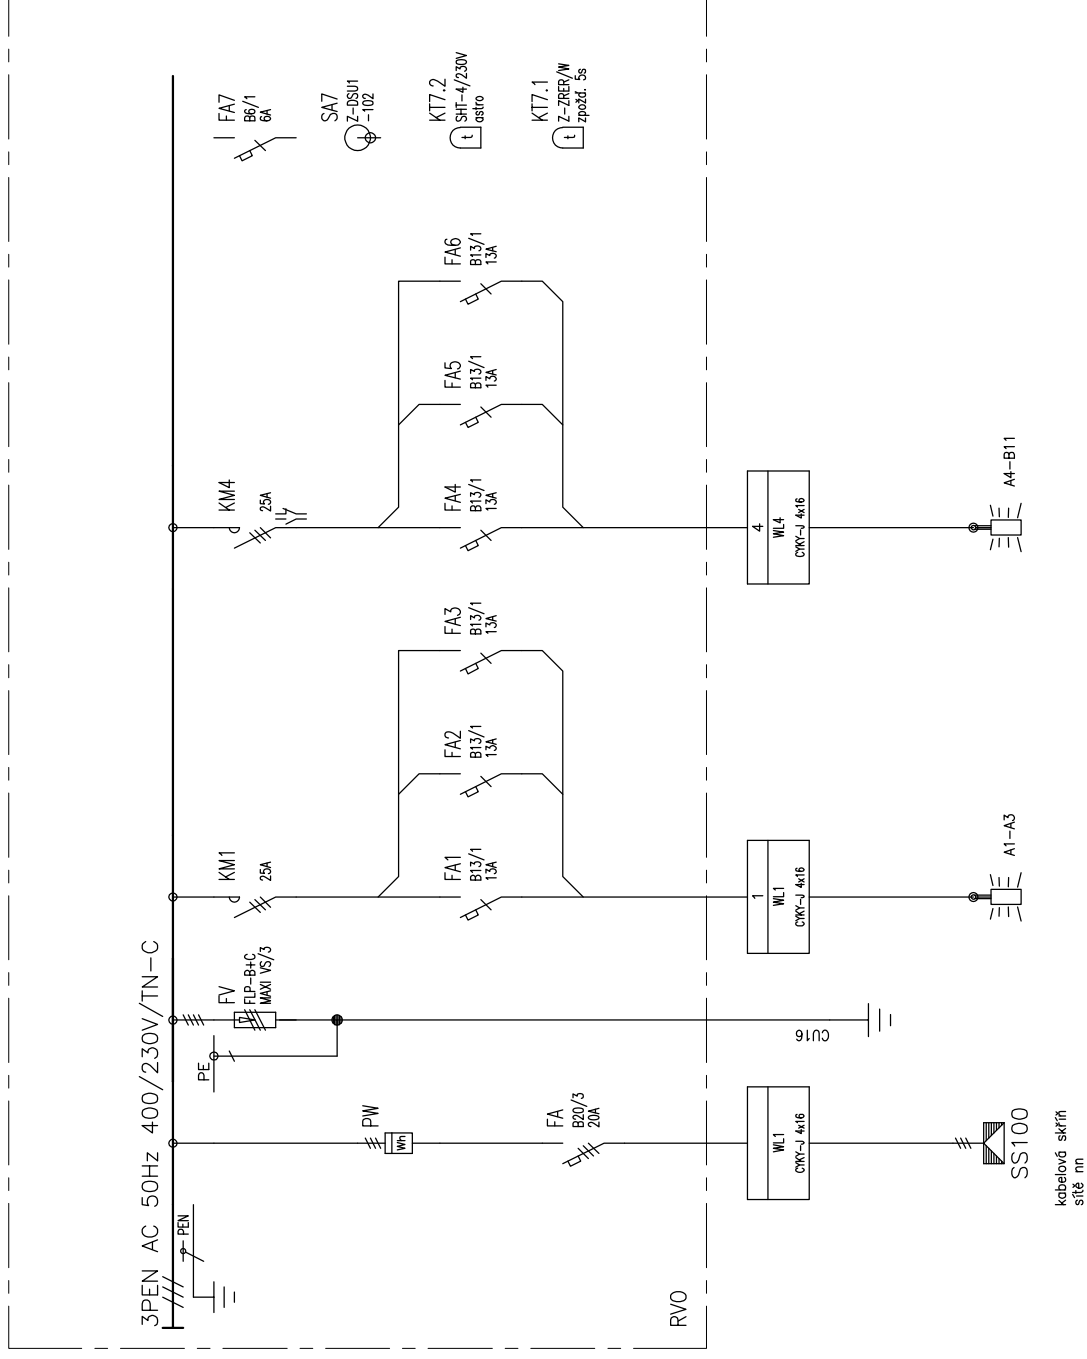 3PEN AC 50Hz 400/230V/TN-C
PEN
PE
FV
FLP-B+C
MAXI VS/3
PW
Wh
FA
B20/3
20A
WL1
CYKY-J 4x16
SS100
kabelová skříň
sítě nn
CU16
KM1
25A
FA1
B13/1
13A
FA2
B13/1
13A
FA3
B13/1
13A
1
WL1
CYKY-J 4x16
A1-A3
KM4
25A
FA4
B13/1
13A
FA5
B13/1
13A
FA6
B13/1
13A
4
WL4
CYKY-J 4x16
A4-B11
FA7
B6/1
6A
SA7
Z-DSU1
-102
KT7.2
SHT-4/230V
astro
t
KT7.1
Z-ZRER/W
zpožd. 5s
t
RVO